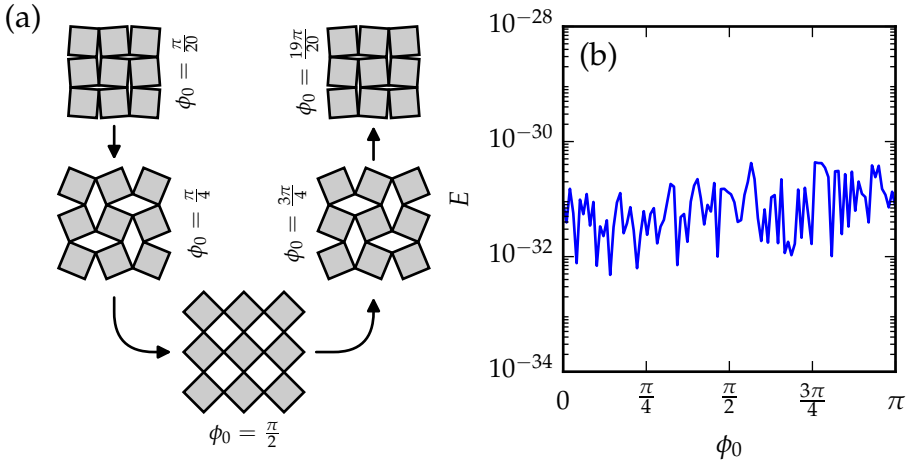 (a)
ϕ₀ = π/20
ϕ₀ = 19π/20
ϕ₀ = π/4
ϕ₀ = 3π/4
ϕ₀ = π/2
(b)
E
10⁻²⁸
10⁻³⁰
10⁻³²
10⁻³⁴
0 π/4 π/2 3π/4 π
ϕ₀